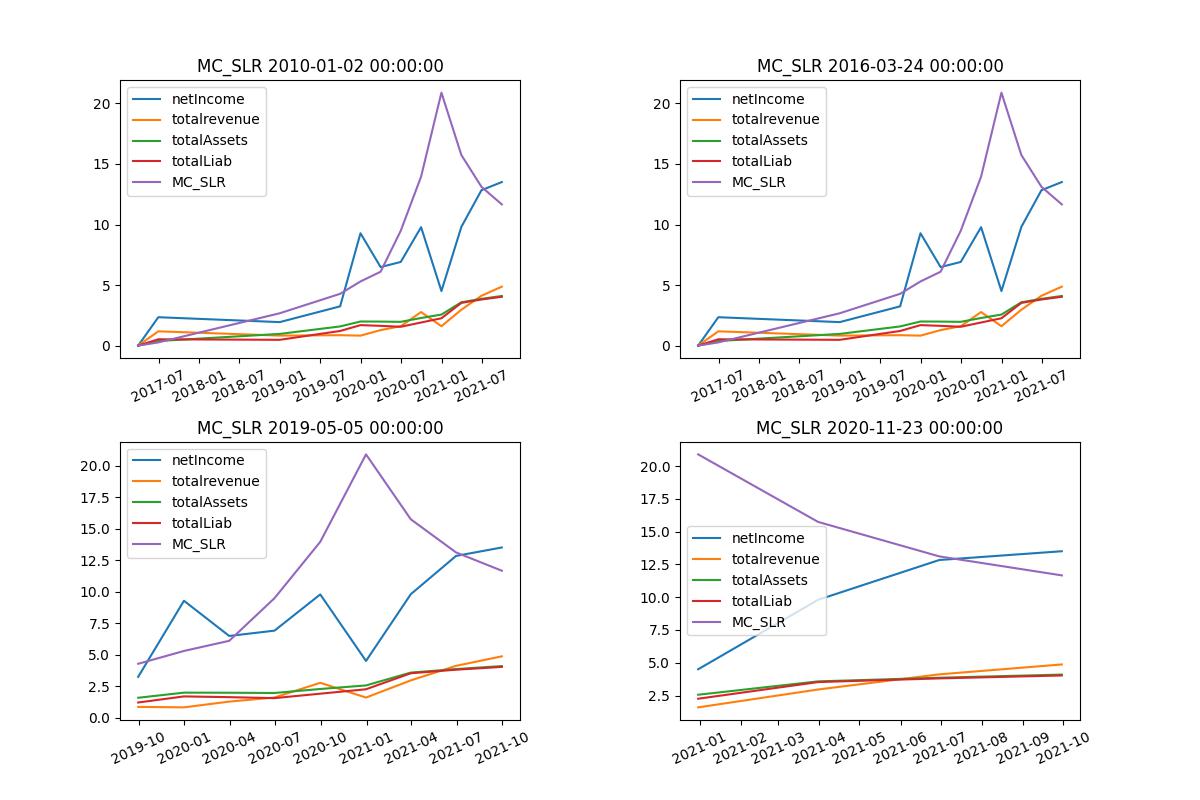 MC_SLR 2010-01-02 00:00:00
20
15
10
5
0
netIncome
totalrevenue
totalAssets
totalLiab
MC_SLR
2017-07 2018-01 2018-07 2019-01 2019-07 2020-01 2020-07 2021-01 2021-07
MC_SLR 2016-03-24 00:00:00
20
15
10
5
0
netIncome
totalrevenue
totalAssets
totalLiab
MC_SLR
2017-07 2018-01 2018-07 2019-01 2019-07 2020-01 2020-07 2021-01 2021-07
MC_SLR 2019-05-05 00:00:00
20.0
17.5
15.0
12.5
10.0
7.5
5.0
2.5
0.0
netIncome
totalrevenue
totalAssets
totalLiab
MC_SLR
2019-10 2020-01 2020-04 2020-07 2020-10 2021-01 2021-04 2021-07 2021-10
MC_SLR 2020-11-23 00:00:00
20.0
17.5
15.0
12.5
10.0
7.5
5.0
2.5
netIncome
totalrevenue
totalAssets
totalLiab
MC_SLR
2021-01 2021-02 2021-03 2021-04 2021-05 2021-06 2021-07 2021-08 2021-09 2021-10